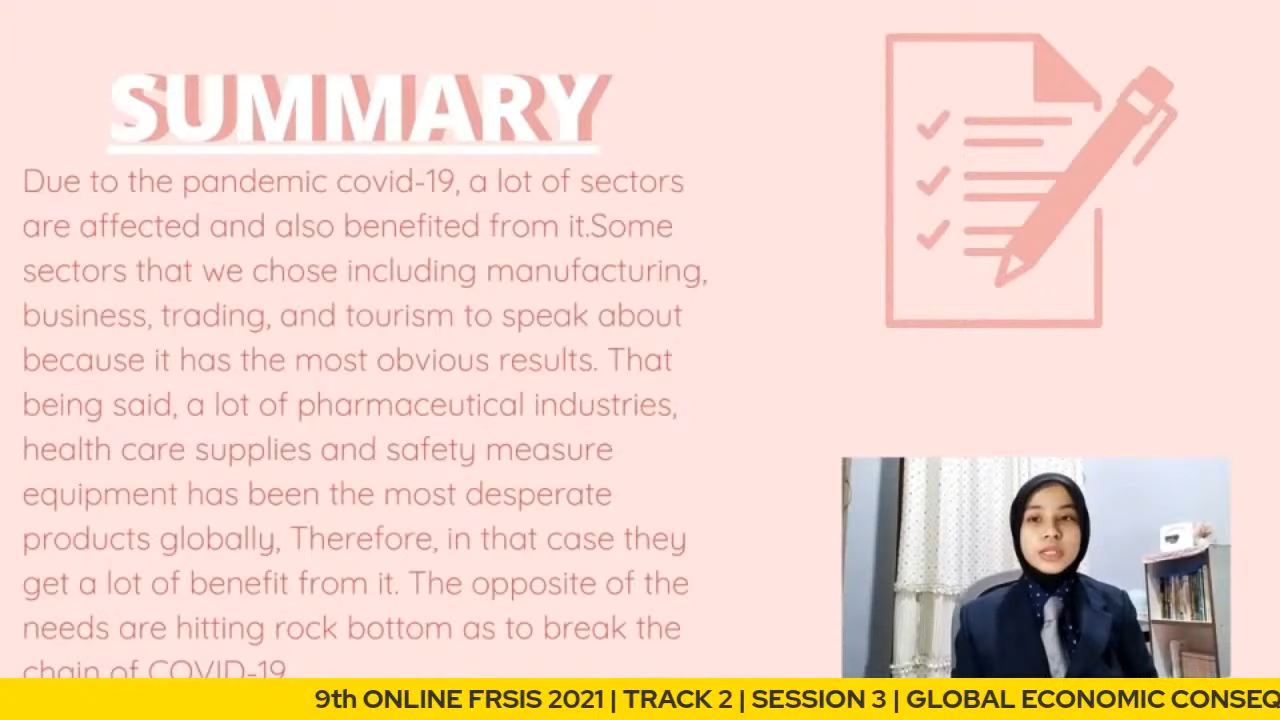 SUMMARY
Due to the pandemic covid-19, a lot of sectors
are affected and also benefited from it.Some
sectors that we chose including manufacturing,
business, trading, and tourism to speak about
because it has the most obvious results. That
being said, a lot of pharmaceutical industries,
health care supplies and safety measure
equipment has been the most desperate
products globally, Therefore, in that case they
get a lot of benefit from it. The opposite of the
needs are hitting rock bottom as to break the
chain of COVID-19
9th ONLINE FRSIS 2021 | TRACK 2 | SESSION 3 | GLOBAL ECONOMIC CONSEQ